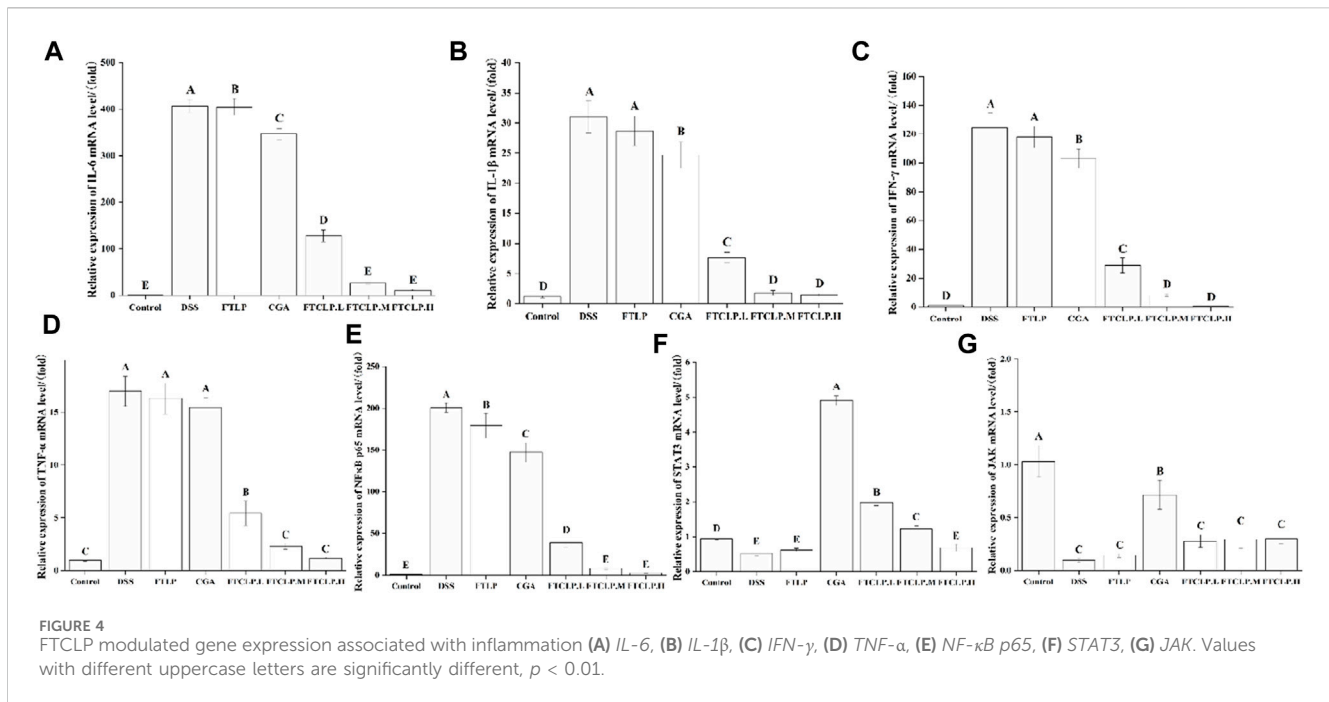 A
Relative expression of IL-6 mRNA level/(fold)
500
400
300
200
100
0
E
A
B
C
D
E
E
Control DSS FTLP CGA FTCLP.L FTCLP.M FTCLP.H
B
Relative expression of TL-1β mRNA level/(fold)
40
35
30
25
20
15
10
5
0
D
A
A
B
C
D
D
Control DSS FTLP CGA FTCLP.L FTCLP.M FTCLP.H
C
Relative expression of IFN-γ mRNA level/(fold)
160
140
120
100
80
60
40
20
0
D
A
A
B
C
D
D
Control DSS FTLP CGA FTCLP.L FTCLP.M FTCLP.H
D
Relative expression of TNF-α mRNA level/(fold)
15
10
5
0
C
A
A
A
B
C
C
Control DSS FTLP CGA FTCLP.L FTCLP.M FTCLP.H
E
Relative expression of NFκB p65 mRNA level/(fold)
250
200
150
100
50
0
E
A
B
C
D
E
E
Control DSS FTLP CGA FTCLP.L FTCLP.M FTCLP.H
F
Relative expression of STAT3 mRNA level/(fold)
6
5
4
3
2
1
0
D
E
E
A
B
C
E
Control DSS FTLP CGA FTCLP.L FTCLP.M FTCLP.H
G
Relative expression of JAK mRNA level/(fold)
2.0
1.5
1.0
0.5
0.0
A
C
C
B
C
C
C
Control DSS FTLP CGA FTCLP.L FTCLP.M FTCLP.H
FIGURE 4
FTCLP modulated gene expression associated with inflammation (A) IL-6, (B) IL-1β, (C) IFN-γ, (D) TNF-α, (E) NF-κB p65, (F) STAT3, (G) JAK. Values
with different uppercase letters are significantly different, p < 0.01.